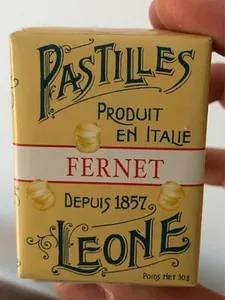 PASTILLES
PRODUIT
EN ITALIE
FERNET
DEPUIS 1857
LEONE
POIDS NET 30g